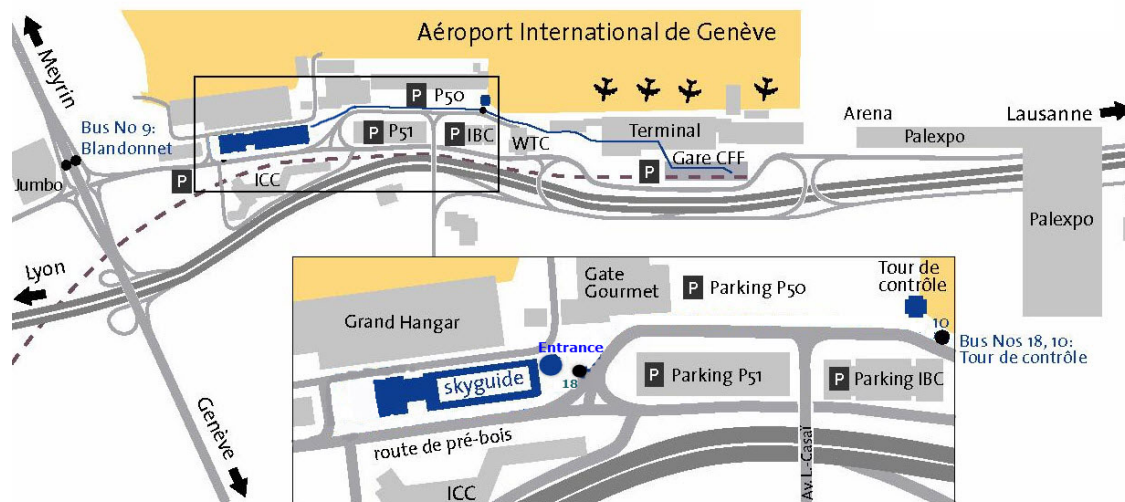 Aéroport International de Genève
Meyrin
Bus No 9:
Blandonnet
P P50
P P51
P IBC
WTC
Terminal
Gare CFF
P
Arena
Palexpo
Lausanne
Palexpo
Jumbo
P
ICC
Lyon
Genève
Gate
Gourmet
P Parking P50
Tour de
contrôle
Grand Hangar
10
Bus Nos 18, 10:
Tour de contrôle
Entrance
18
skyguide
P Parking P51
P Parking IBC
route de pré-bois
Av. L.-Casaï
ICC